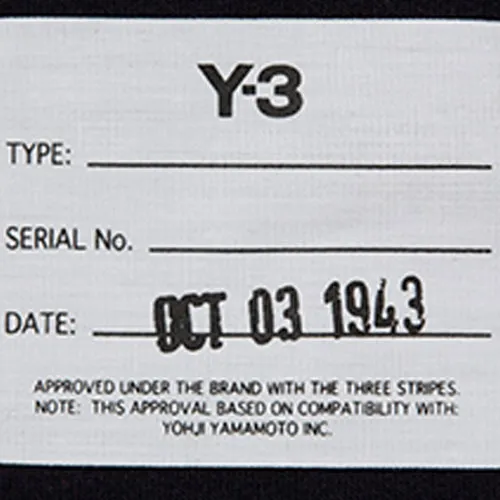 Y-3
TYPE:
SERIAL No.
DATE: OCT 03 1943
APPROVED UNDER THE BRAND WITH THE THREE STRIPES.
NOTE: THIS APPROVAL BASED ON COMPATIBILITY WITH:
YOHJI YAMAMOTO INC.